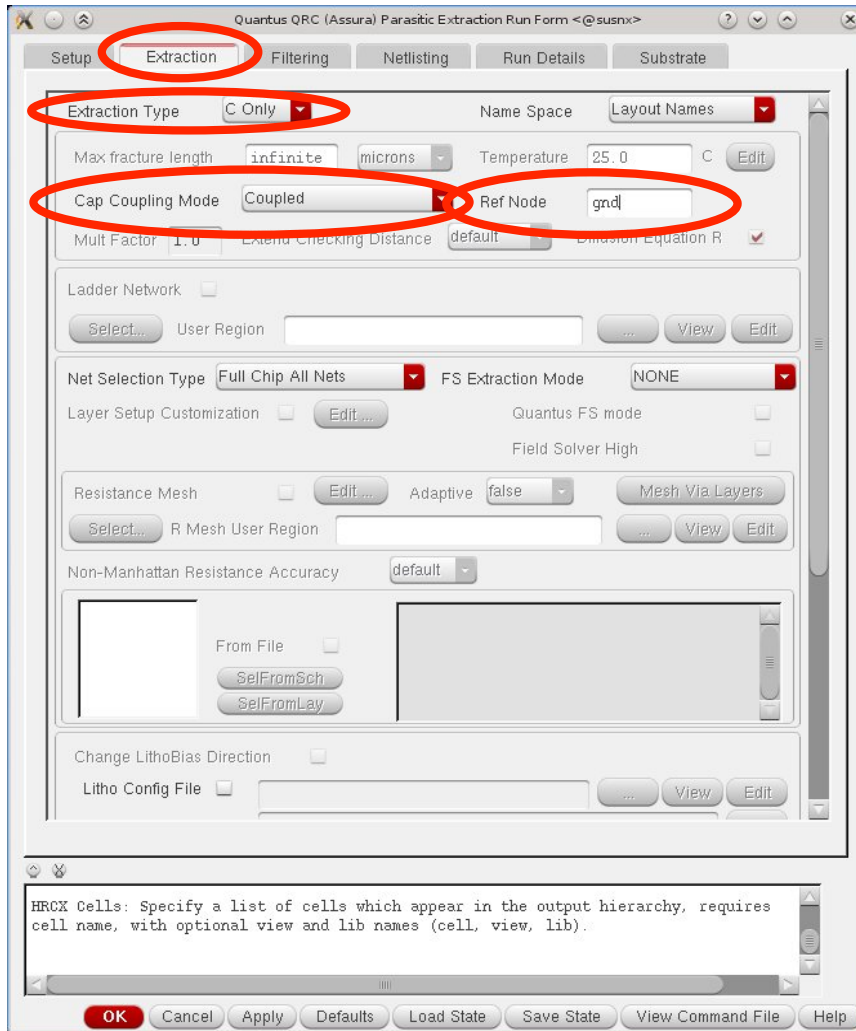 Quantus QRC (Assura) Parasitic Extraction Run Form <@susnx>
Setup Extraction Filtering Netlisting Run Details Substrate
Extraction Type C Only Name Space Layout Names
Max fracture length infinite microns Temperature 25.0 C Edit
Cap Coupling Mode Coupled Ref Node gnd
Mult Factor 1.0 Extend Checking Distance default Diffusion Equation R
Ladder Network
Select... User Region ... View Edit
Net Selection Type Full Chip All Nets FS Extraction Mode NONE
Layer Setup Customization Edit ... Quantus FS mode
Field Solver High
Resistance Mesh Edit ... Adaptive false Mesh Via Layers
Select... R Mesh User Region ... View Edit
Non-Manhattan Resistance Accuracy default
From File
SelFromSch
SelFromLay
Change LithoBias Direction
Litho Config File ... View Edit
HRCX Cells: Specify a list of cells which appear in the output hierarchy, requires
cell name, with optional view and lib names (cell, view, lib).
OK Cancel Apply Defaults Load State Save State View Command File Help